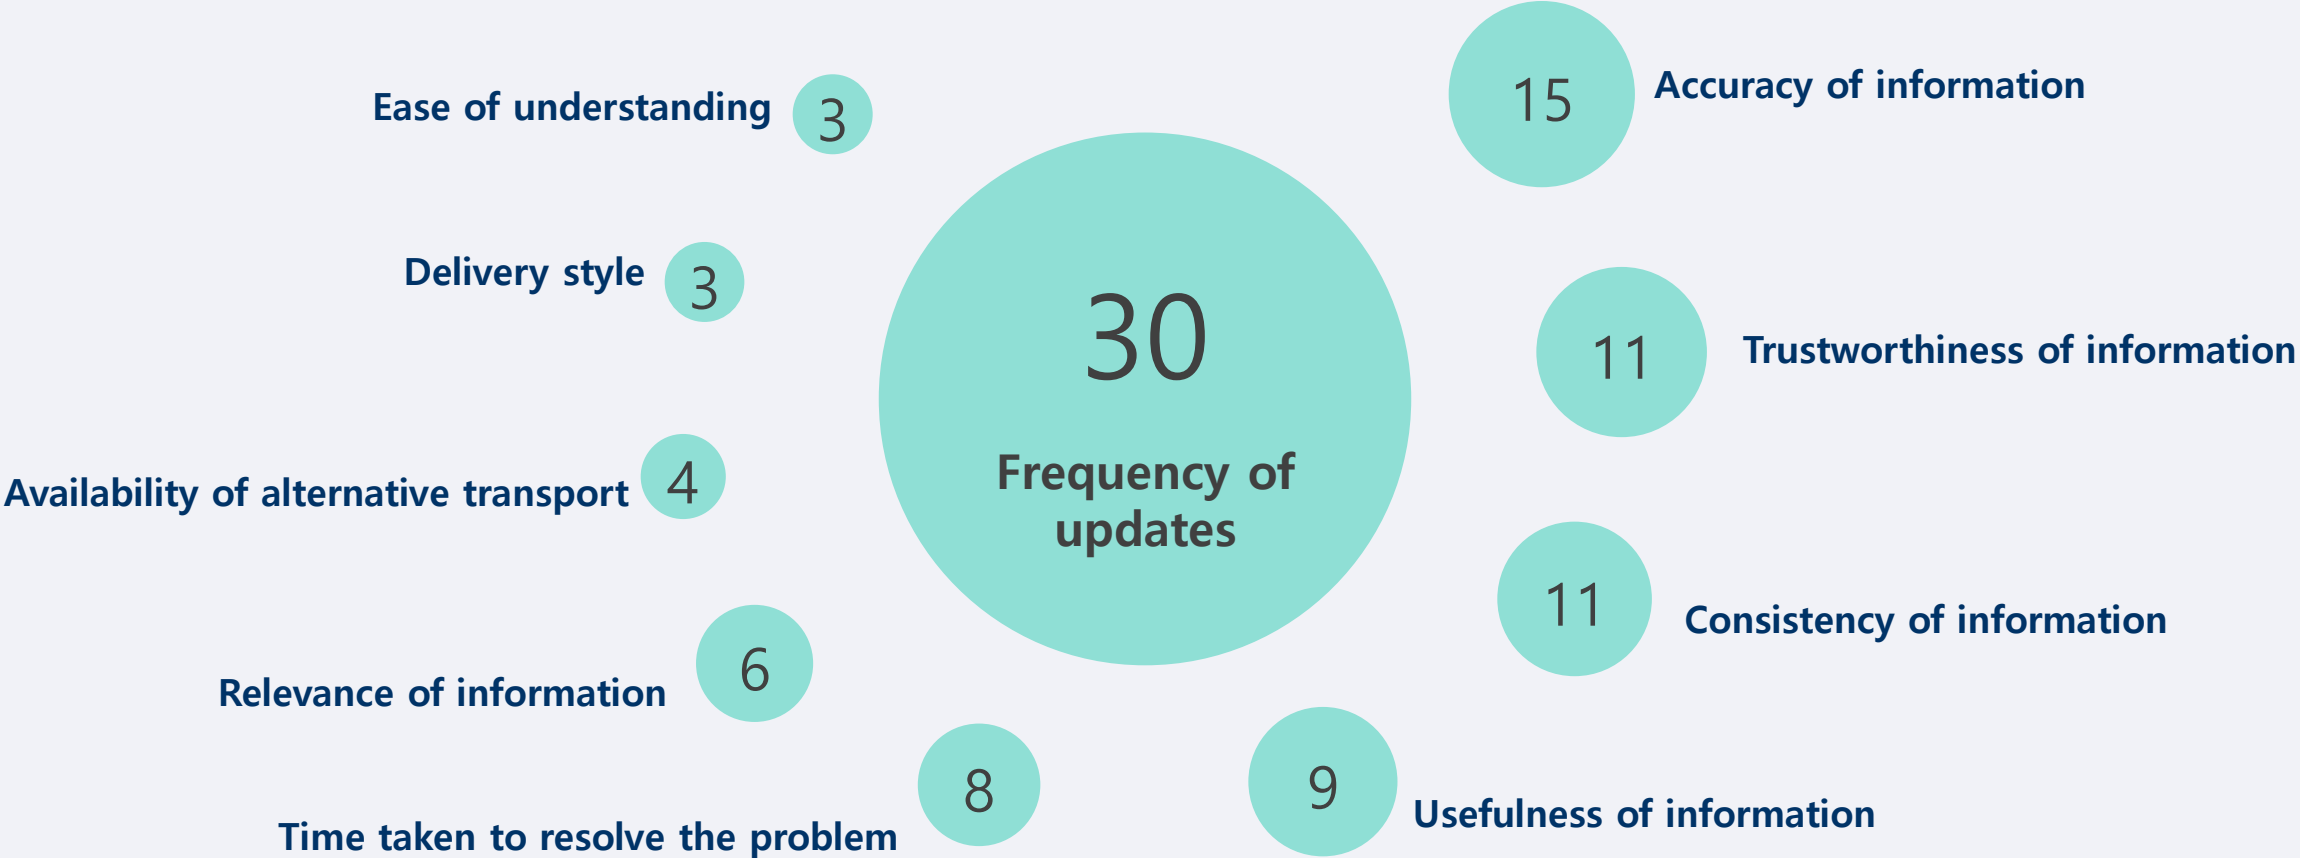 15
Accuracy of information
Ease of understanding
3
Delivery style
3
30
Frequency of
updates
11
Trustworthiness of information
Availability of alternative transport
4
11
Consistency of information
Relevance of information
6
Time taken to resolve the problem
8
9
Usefulness of information